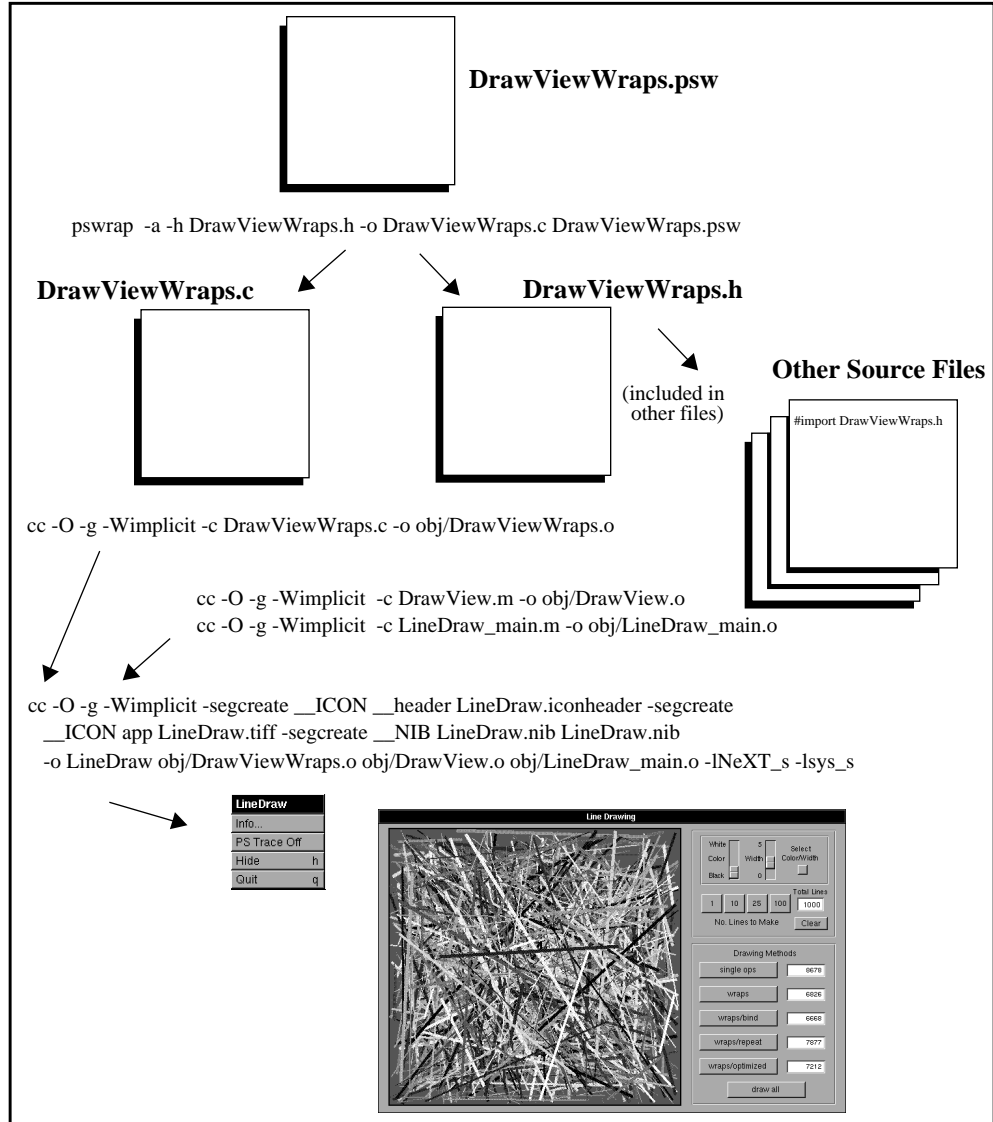 DrawViewWraps.psw
pswrap -a -h DrawViewWraps.h -o DrawViewWraps.c DrawViewWraps.psw
DrawViewWraps.c
DrawViewWraps.h
(included in
other files)
Other Source Files
#import DrawViewWraps.h
cc -O -g -Wimplicit -c DrawViewWraps.c -o obj/DrawViewWraps.o
cc -O -g -Wimplicit -c DrawView.m -o obj/DrawView.o
cc -O -g -Wimplicit -c LineDraw_main.m -o obj/LineDraw_main.o
cc -O -g -Wimplicit -segcreate __ICON __header LineDraw.iconheader -segcreate
__ICON app LineDraw.tiff -segcreate __NIB LineDraw.nib LineDraw.nib
-o LineDraw obj/DrawViewWraps.o obj/DrawView.o obj/LineDraw_main.o -lNeXT_s -lsys_s
LineDraw
Info...
PS Trace Off
Hide h
Quit q
Line Drawing
White
Color
Black
5
Width
0
Select
Color/Width
1 10 25 100
No. Lines to Make
Total Lines
1000
Clear
Drawing Methods
single ops 8678
wraps 6826
wraps/bind 6668
wraps/repeat 7877
wraps/optimized 7212
draw all